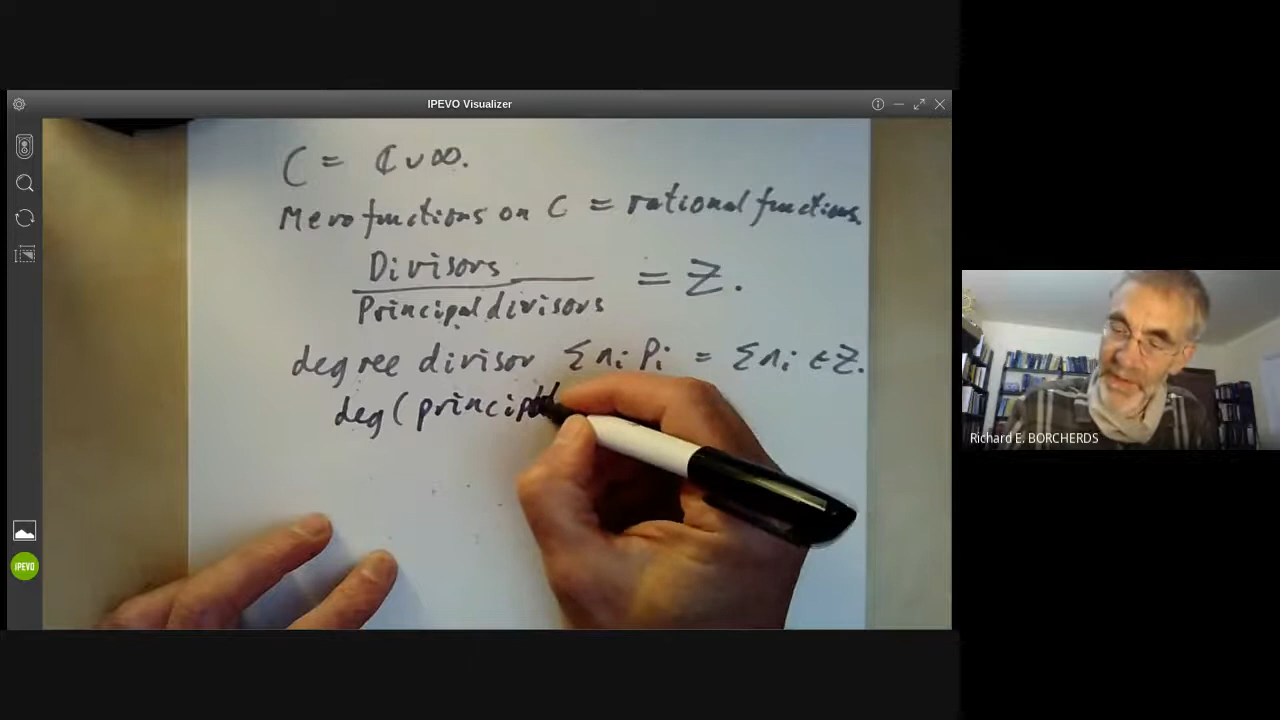 IPEVO Visualizer
C = ℂ ∪ ∞.
Mero functions on C = rational functions.
Divisors
Principal divisors
= Z.
degree divisor Σ nᵢ Pᵢ = Σ nᵢ ∈ Z.
deg ( principal
Richard E. BORCHERDS
iPEVO